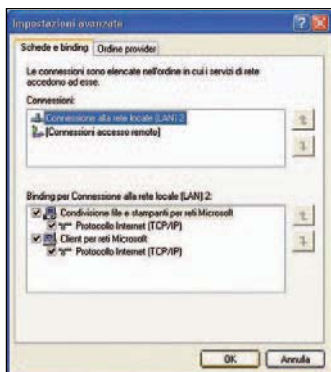 Impostazioni avanzate
Schede e binding
Ordine provider
Le connessioni sono elencate nell'ordine in cui i servizi di rete
accedono ad esse.
Connessioni:
Connessione alla rete locale (LAN) 2
[Connessioni accesso remoto]
Binding per Connessione alla rete locale (LAN) 2:
Condivisione file e stampanti per reti Microsoft
Protocollo Internet (TCP/IP)
Client per reti Microsoft
Protocollo Internet (TCP/IP)
OK
Annulla